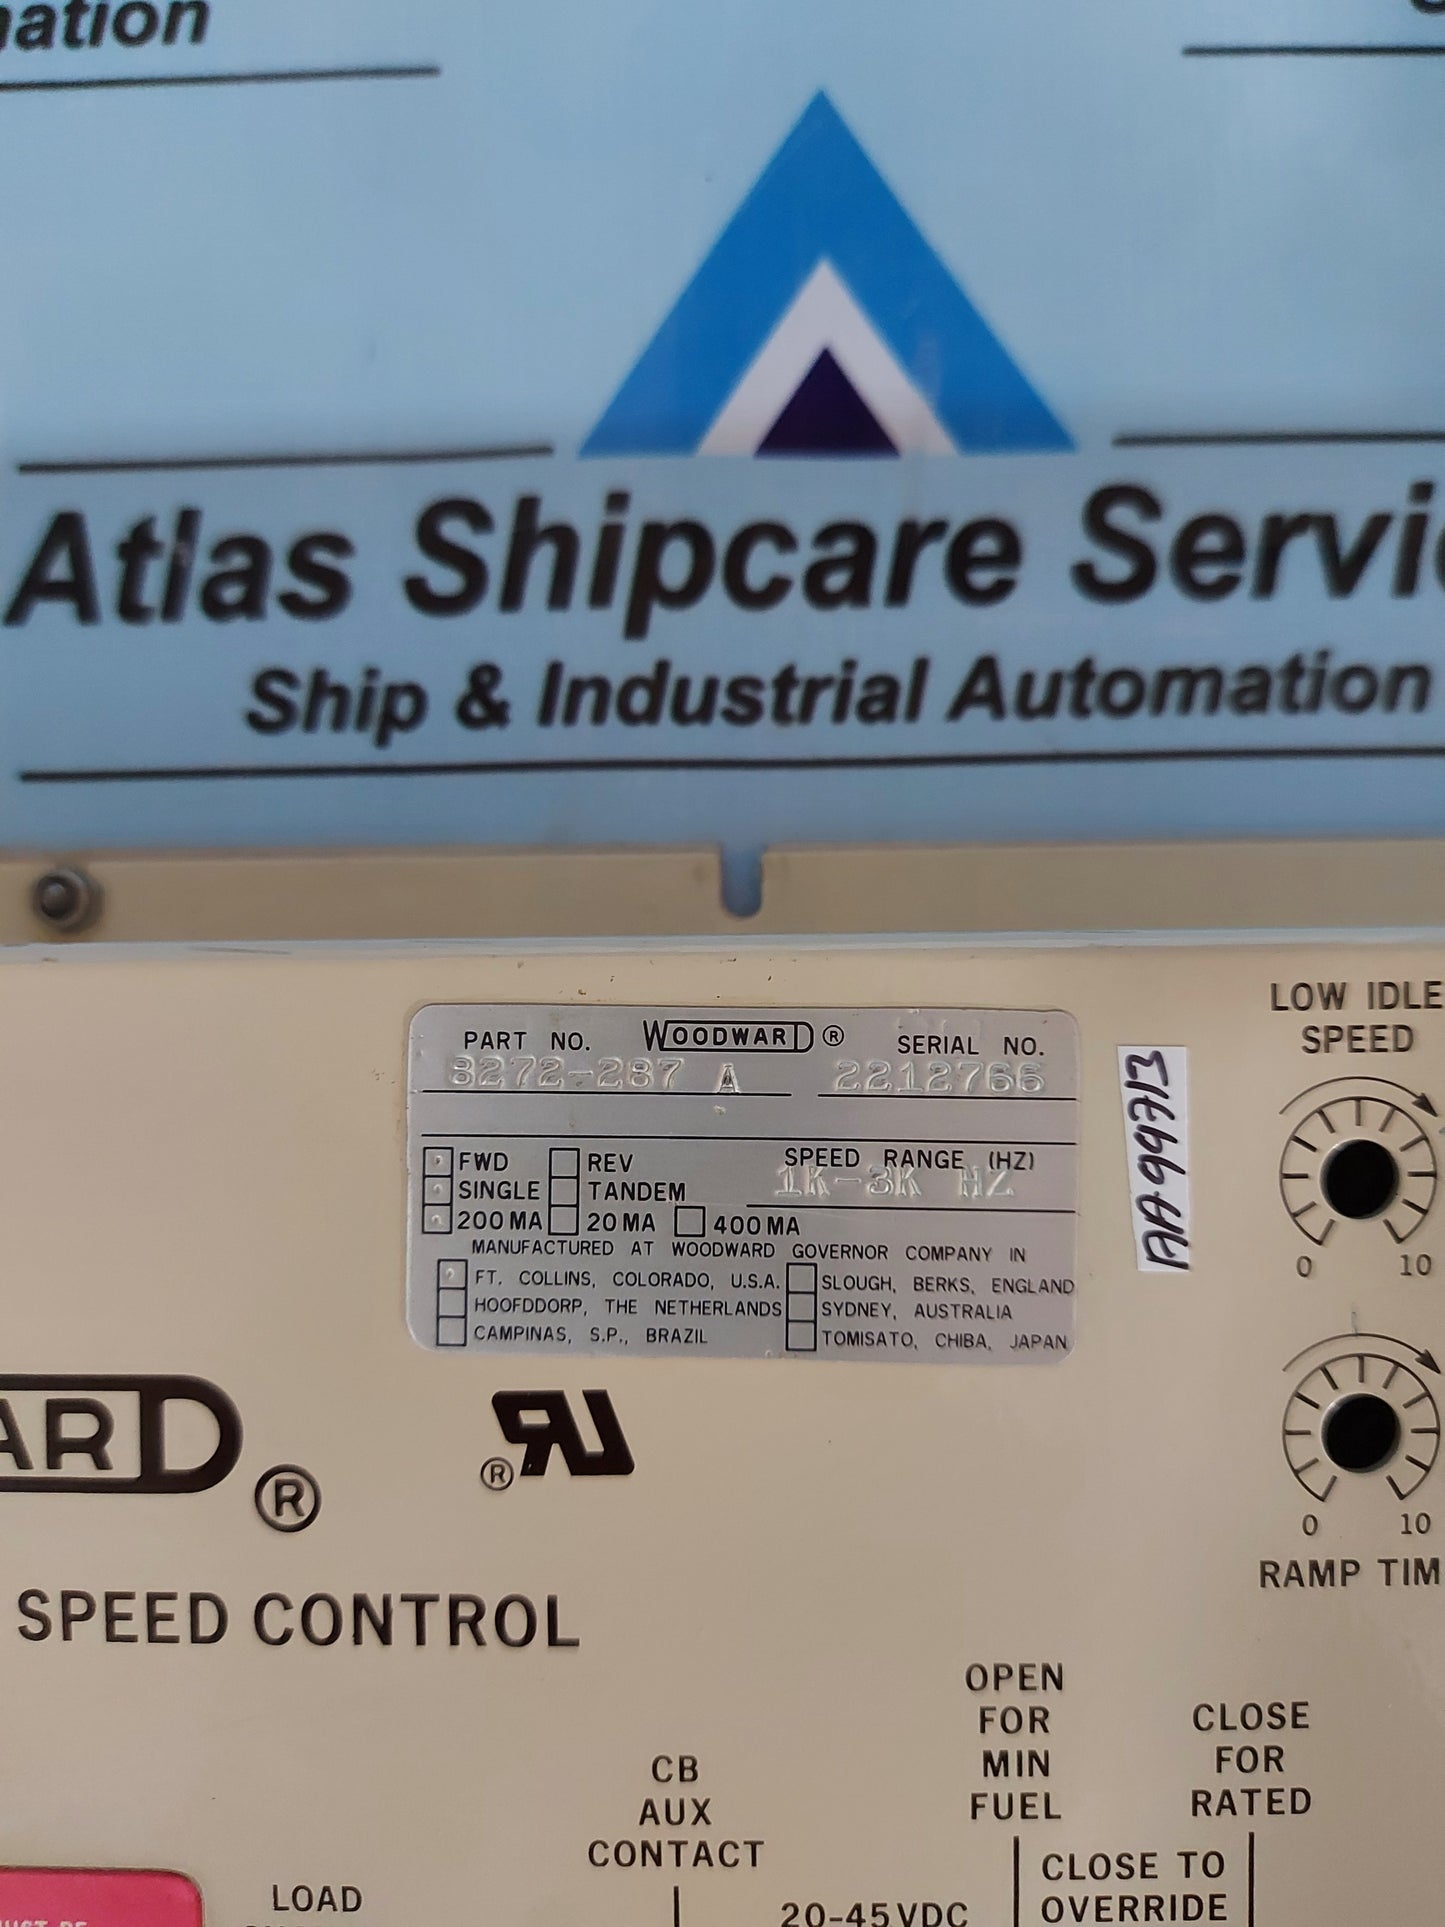 Atlas Shipcare
Ship & Industrial Automation
PART NO. WOODWARD ® SERIAL NO.
8272-287 A 2212766
FWD REV SPEED RANGE (HZ)
SINGLE TANDEM 1K-3K HZ
200 MA 20 MA 400 MA
MANUFACTURED AT WOODWARD GOVERNOR COMPANY IN
FT. COLLINS, COLORADO, U.S.A. SLOUGH, BERKS, ENGLAND
HOOFDDORP, THE NETHERLANDS SYDNEY, AUSTRALIA
CAMPINAS, S.P., BRAZIL TOMISATO, CHIBA, JAPAN
LOW IDLE
SPEED
0 10
0 10
RAMP TIM
ARD ®
® RU
SPEED CONTROL
OPEN
FOR
MIN
FUEL
CLOSE
FOR
RATED
CB
AUX
CONTACT
CLOSE TO
OVERRIDE
LOAD
20-45VDC